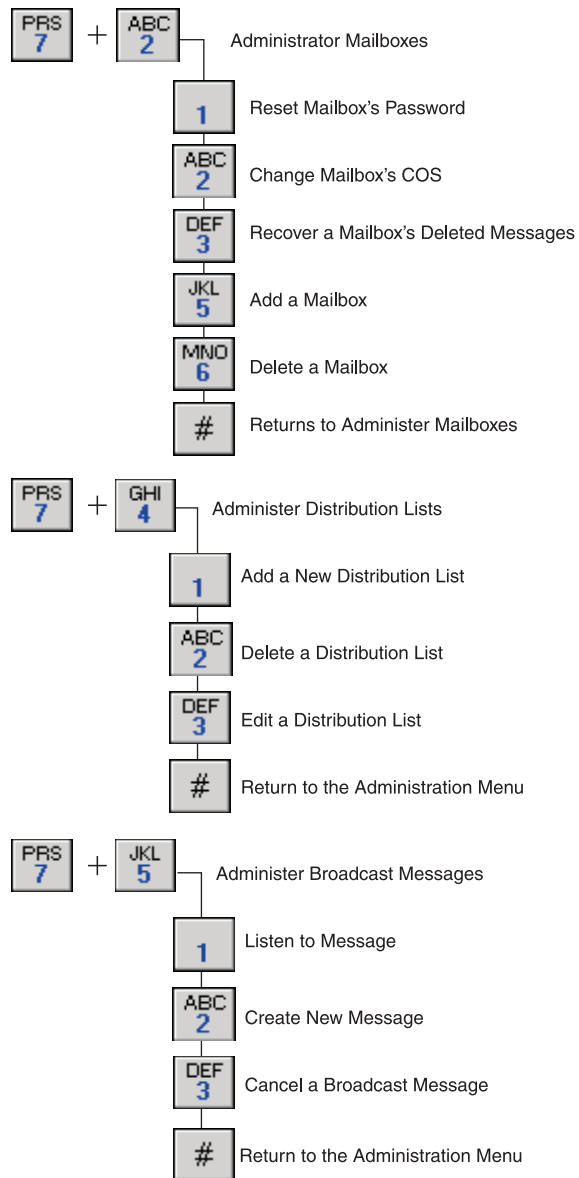 PRS 7 + ABC 2 Administrator Mailboxes
1 Reset Mailbox's Password
ABC 2 Change Mailbox's COS
DEF 3 Recover a Mailbox's Deleted Messages
JKL 5 Add a Mailbox
MNO 6 Delete a Mailbox
# Returns to Administer Mailboxes
PRS 7 + GHI 4 Administer Distribution Lists
1 Add a New Distribution List
ABC 2 Delete a Distribution List
DEF 3 Edit a Distribution List
# Return to the Administration Menu
PRS 7 + JKL 5 Administer Broadcast Messages
1 Listen to Message
ABC 2 Create New Message
DEF 3 Cancel a Broadcast Message
# Return to the Administration Menu